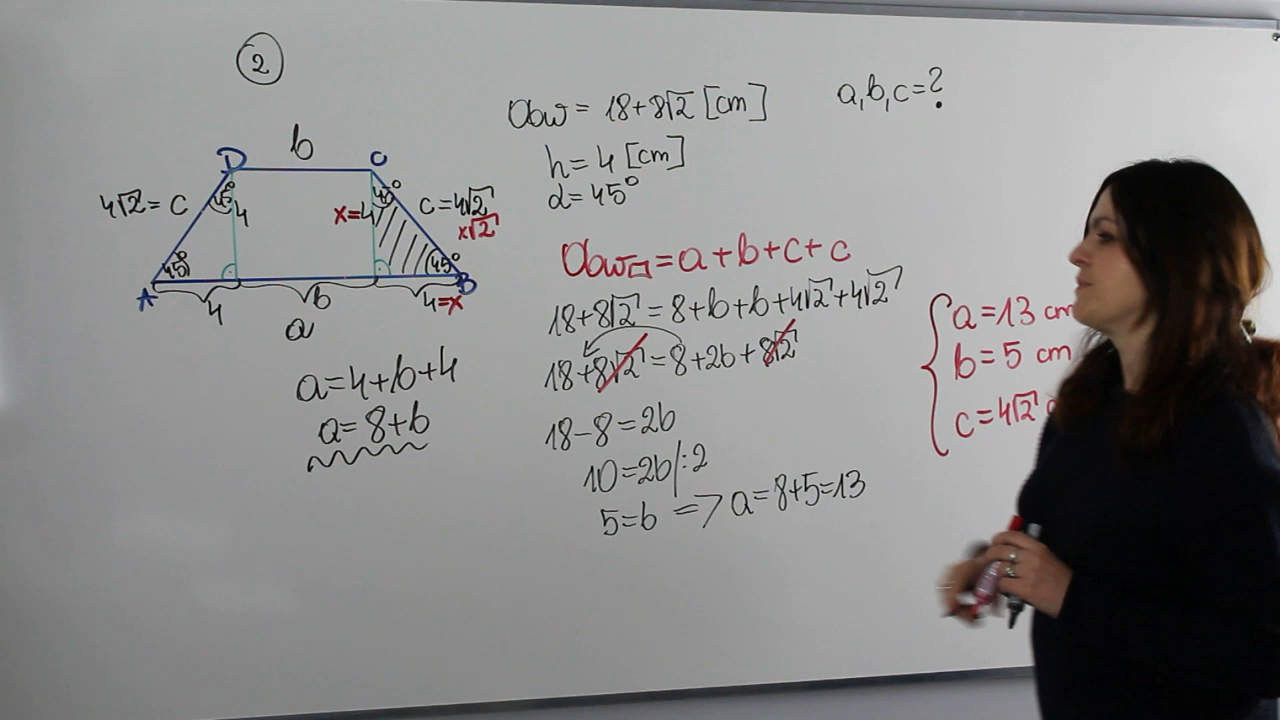 2
Obw = 18+8√2 [cm]
a,b,c=?
h=4 [cm]
α=45°
b
D
C
4√2 = c
45°
4
x=4
45°
c=4√2
x√2
45°
45°
A
B
4
b
4=x
a
a=4+b+4
a=8+b
Obw▱=a+b+c+c
18+8√2=8+b+b+4√2+4√2
18+8√2=8+2b+8√2
18-8=2b
10=2b/:2
5=b => a=8+5=13
a=13 cm
b=5 cm
c=4√2